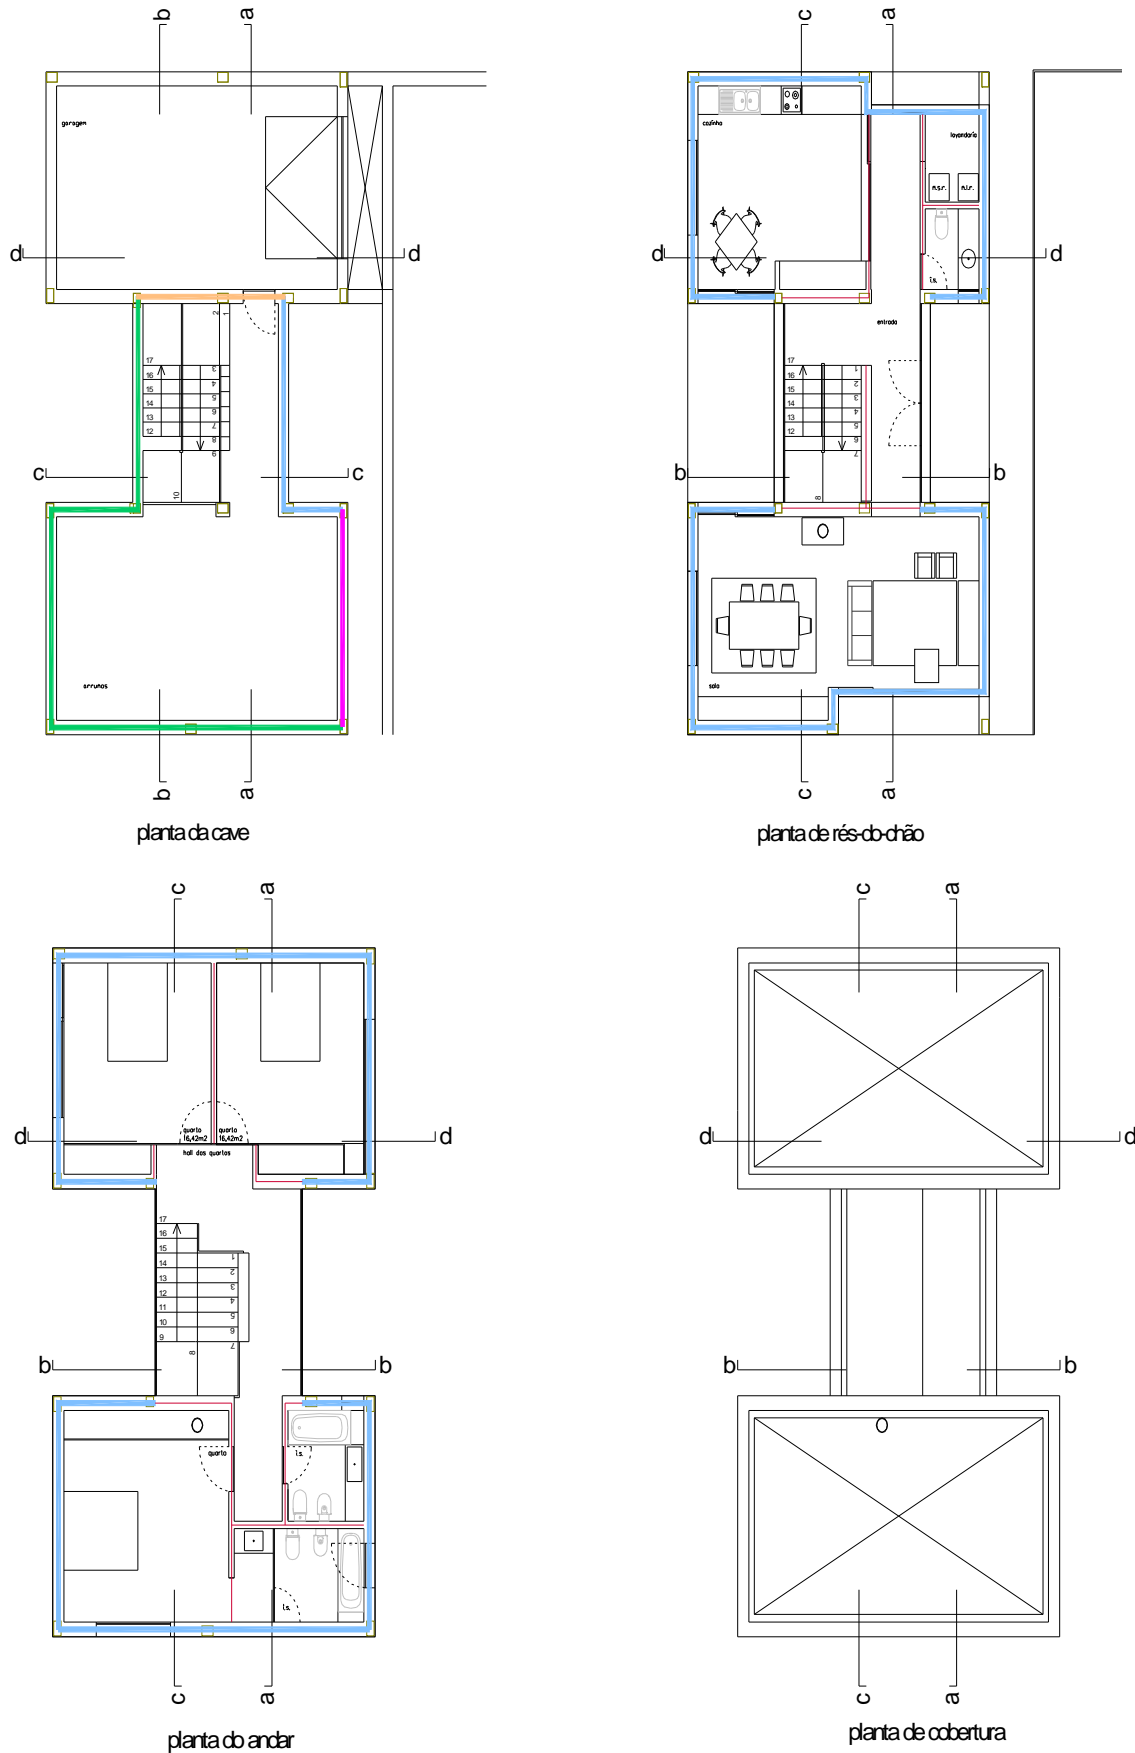 b a
garagem
d d
2 1
17 3
16 4
15 5
14 6
13 7
12 8
9
c c
10
arrumos
b a
planta da cave
c a
cozinha
lavandaria
m.s.r. m.l.r.
d d
i.s.
entrada
17 1
16 2
15 3
14 4
13 5
12 6
7
b b
8
sala
c a
planta de rés-do-chão
c a
quarto quarto
16,42m2 16,42m2
d d
hall dos quartos
17
16
15 1
14 2
13 3
12 4
11 5
10 6
9 7
8
b b
quarto i.s.
i.s.
c a
planta do andar
c a
d d
b b
c a
planta de cobertura